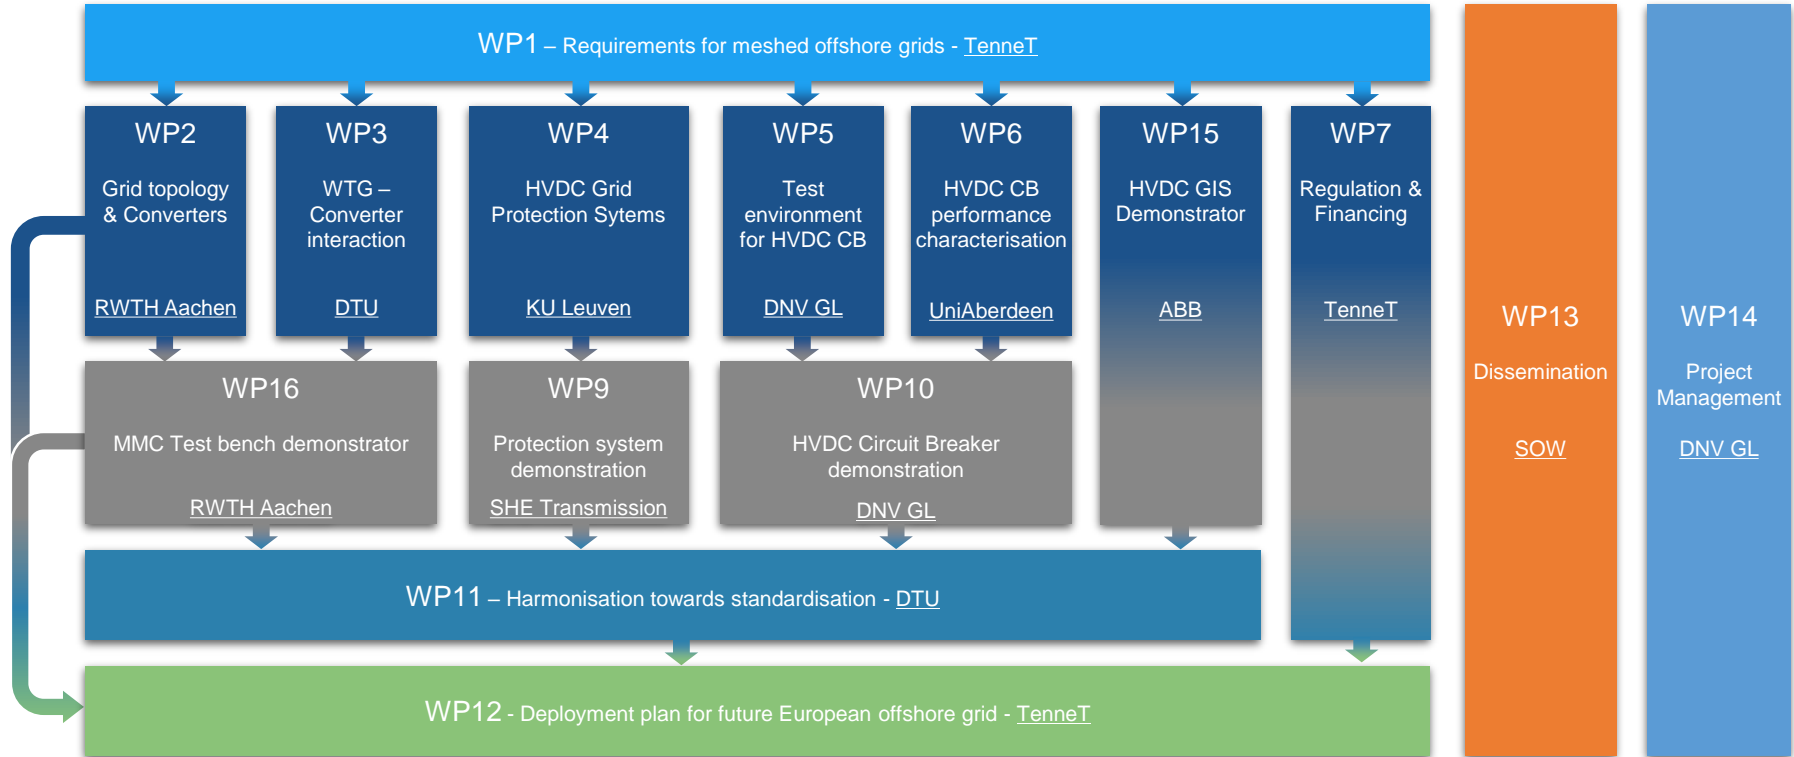 WP1 – Requirements for meshed offshore grids - TenneT
WP2
Grid topology
& Converters
RWTH Aachen
WP3
WTG –
Converter
interaction
DTU
WP4
HVDC Grid
Protection Sytems
KU Leuven
WP5
Test
environment
for HVDC CB
DNV GL
WP6
HVDC CB
performance
characterisation
UniAberdeen
WP15
HVDC GIS
Demonstrator
ABB
WP7
Regulation &
Financing
TenneT
WP16
MMC Test bench demonstrator
RWTH Aachen
WP9
Protection system
demonstration
SHE Transmission
WP10
HVDC Circuit Breaker
demonstration
DNV GL
WP11 – Harmonisation towards standardisation - DTU
WP12 - Deployment plan for future European offshore grid - TenneT
WP13
Dissemination
SOW
WP14
Project
Management
DNV GL